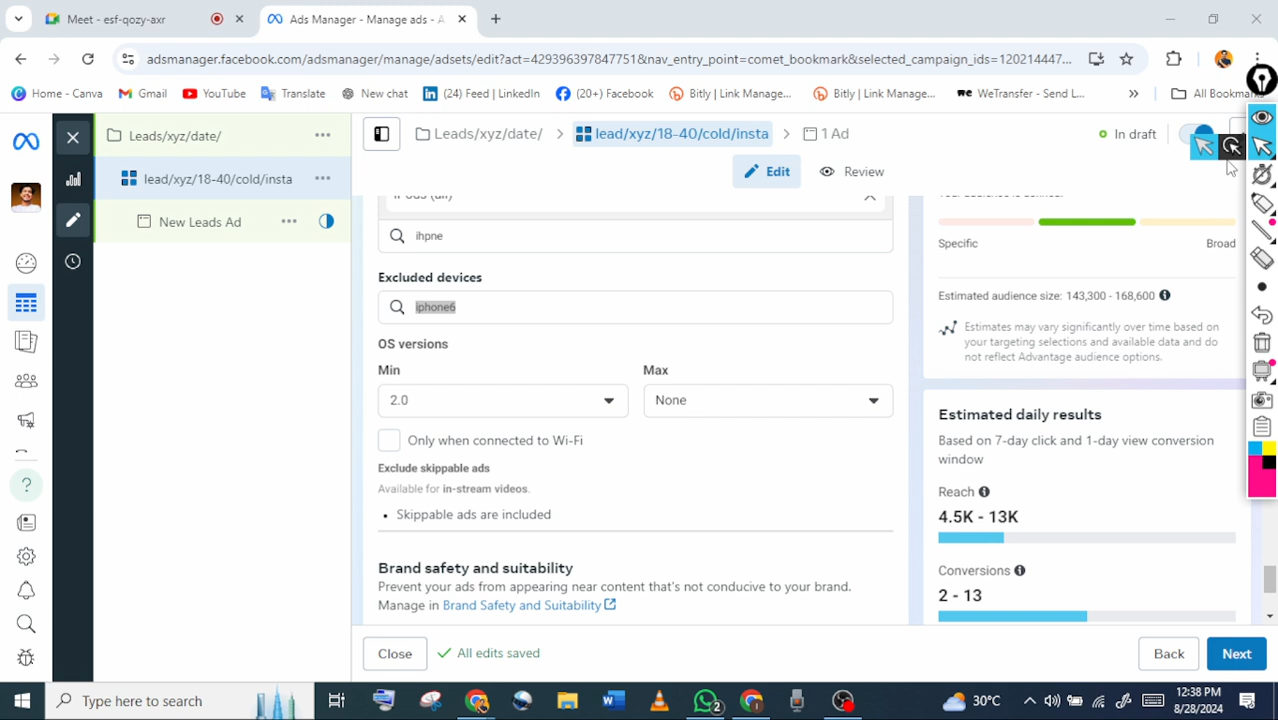 Meet - esf-qozy-axr
Ads Manager - Manage ads - A
adsmanager.facebook.com/adsmanager/manage/adsets/edit?act=429396397847751&nav_entry_point=comet_bookmark&selected_campaign_ids=120214447...
Home - Canva
Gmail
YouTube
Translate
New chat
(24) Feed | LinkedIn
(20+) Facebook
Bitly | Link Manage...
Bitly | Link Manage...
WeTransfer - Send L...
All Bookmarks
Leads/xyz/date/
Leads/xyz/date/
lead/xyz/18-40/cold/insta
1 Ad
In draft
lead/xyz/18-40/cold/insta
Edit
Review
New Leads Ad
iPods (all)
ihpne
Excluded devices
iphone6
OS versions
Min
Max
2.0
None
Only when connected to Wi-Fi
Exclude skippable ads
Available for in-stream videos.
• Skippable ads are included
Brand safety and suitability
Prevent your ads from appearing near content that's not conducive to your brand.
Manage in Brand Safety and Suitability
Your audience is defined.
Specific
Broad
Estimated audience size: 143,300 - 168,600
Estimates may vary significantly over time based on
your targeting selections and available data and do
not reflect Advantage audience options.
Estimated daily results
Based on 7-day click and 1-day view conversion
window
Reach
4.5K - 13K
Conversions
2 - 13
Close
All edits saved
Back
Next
Type here to search
2
30°C
12:38 PM
8/28/2024